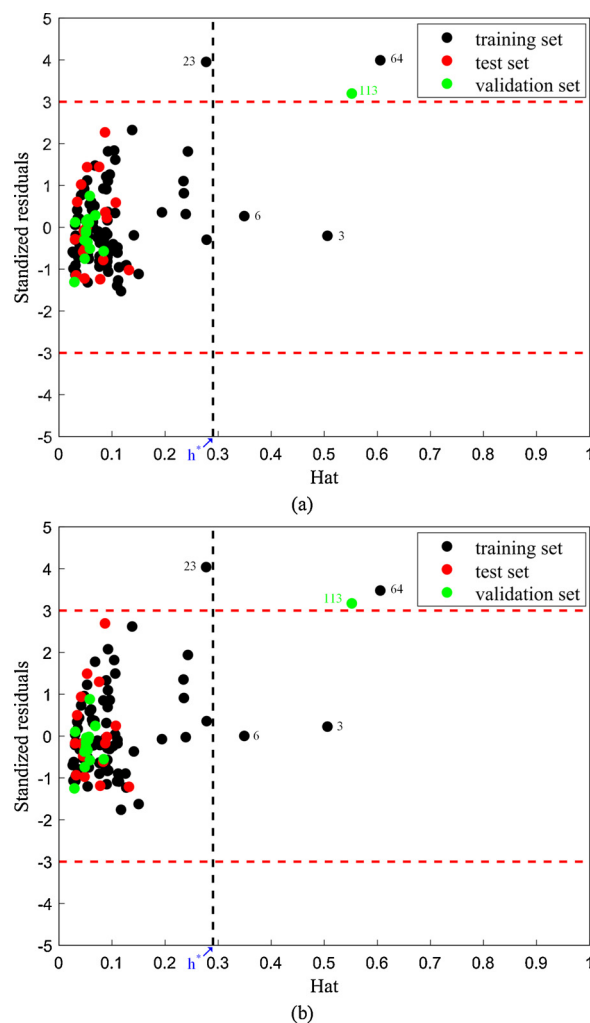 (a)
5
4
3
2
1
0
-1
-2
-3
-4
-5
Standized residuals
23
64
113
6
3
training set
test set
validation set
0 0.1 0.2 0.3 0.4 0.5 0.6 0.7 0.8 0.9 1
h*
Hat
(a)
5
4
3
2
1
0
-1
-2
-3
-4
-5
Standized residuals
23
64
113
6
3
training set
test set
validation set
0 0.1 0.2 0.3 0.4 0.5 0.6 0.7 0.8 0.9 1
h*
Hat
(b)